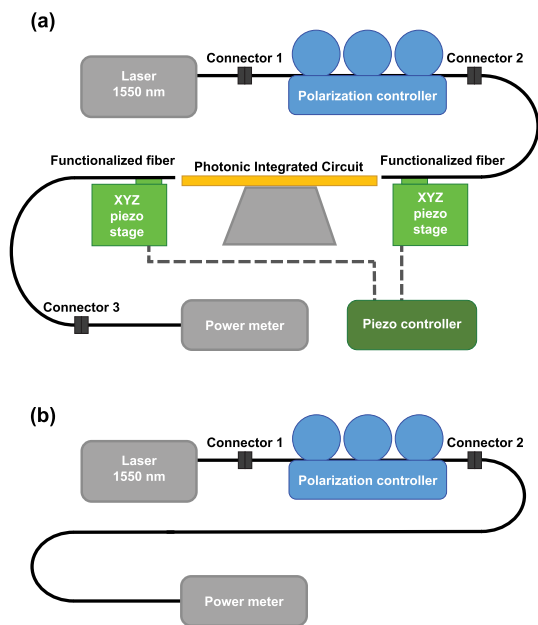 (a)
Connector 1
Connector 2
Laser
1550 nm
Polarization controller
Functionalized fiber
Photonic Integrated Circuit
Functionalized fiber
XYZ
piezo
stage
XYZ
piezo
stage
Connector 3
Power meter
Piezo controller
(b)
Connector 1
Connector 2
Laser
1550 nm
Polarization controller
Power meter